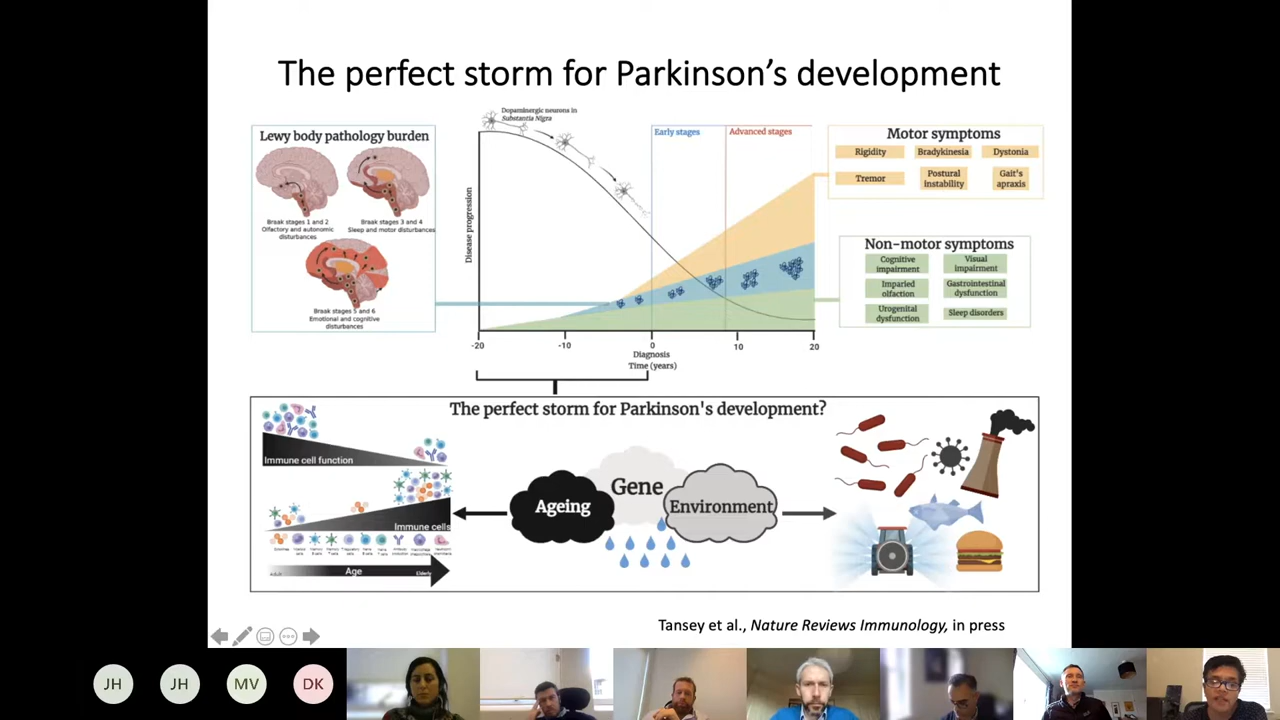 The perfect storm for Parkinson's development
Lewy body pathology burden
Braak stages 1 and 2
Olfactory and autonomic
disturbances
Braak stages 3 and 4
Sleep and motor disturbances
Braak stages 5 and 6
Emotional and cognitive
disturbances
Dopaminergic neurons in
Substantia Nigra
Disease progression
Early stages
Advanced stages
-20
-10
0
10
20
Diagnosis
Time (years)
Motor symptoms
Rigidity
Bradykinesia
Dystonia
Tremor
Postural
instability
Gait's
apraxis
Non-motor symptoms
Cognitive
impairment
Visual
impairment
Imparied
olfaction
Gastrointestinal
dysfunction
Urogenital
dysfunction
Sleep disorders
The perfect storm for Parkinson's development?
Immune cell function
Immune cells
Age
Elderly
Ageing
Gene
Environment
Tansey et al., Nature Reviews Immunology, in press
JH
JH
MV
DK